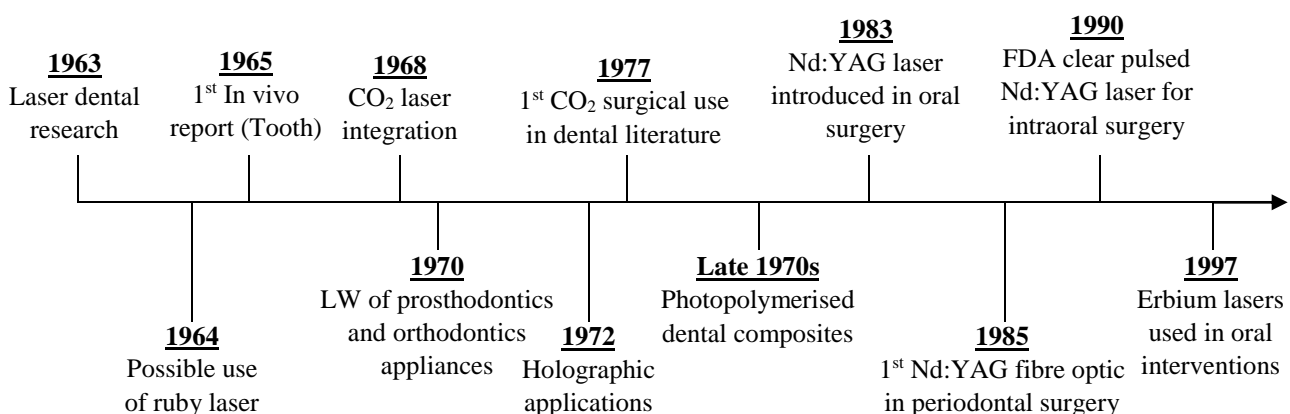 1963
Laser dental
research
1964
Possible use
of ruby laser
1965
1st In vivo
report (Tooth)
1968
CO2 laser
integration
1970
LW of prosthodontics
and orthodontics
appliances
1972
Holographic
applications
1977
1st CO2 surgical use
in dental literature
Late 1970s
Photopolymerised
dental composites
1983
Nd:YAG laser
introduced in oral
surgery
1985
1st Nd:YAG fibre optic
in periodontal surgery
1990
FDA clear pulsed
Nd:YAG laser for
intraoral surgery
1997
Erbium lasers
used in oral
interventions